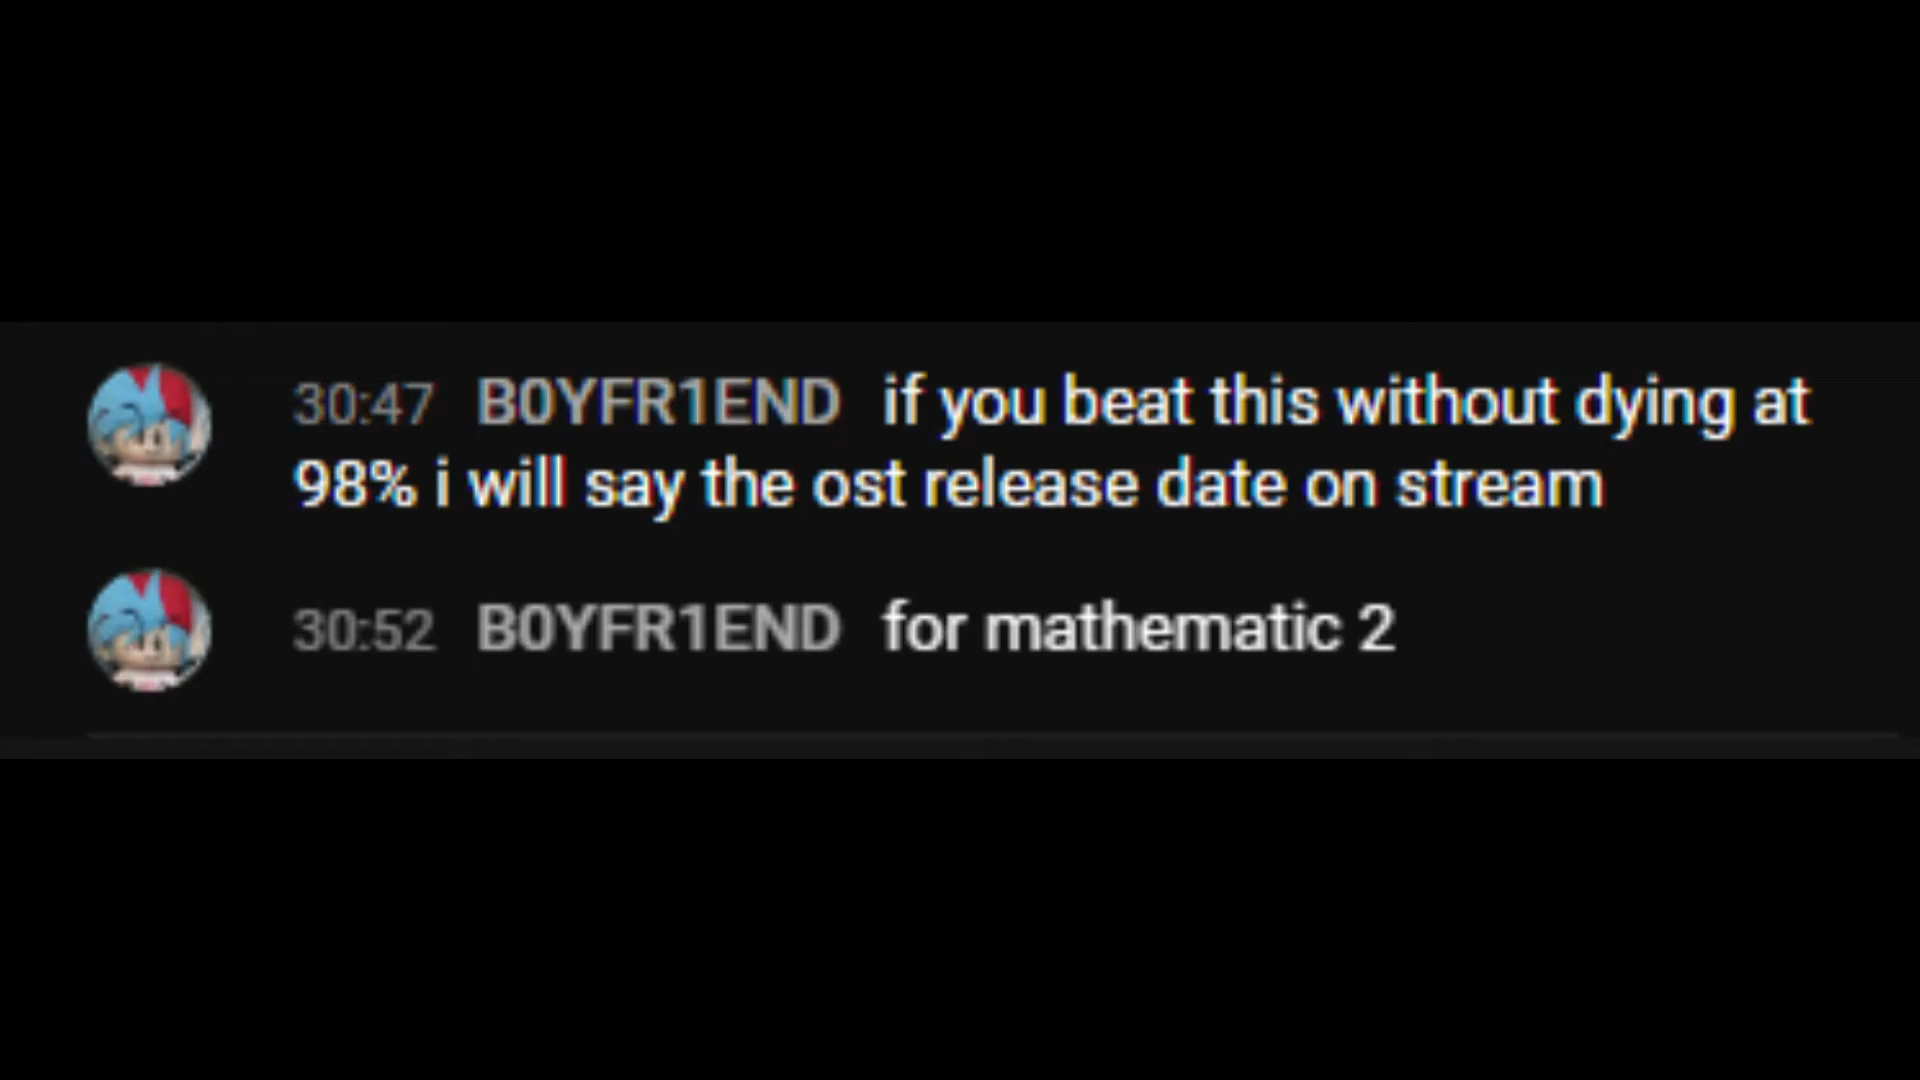 30:47 B0YFR1END if you beat this without dying at
98% i will say the ost release date on stream
30:52 B0YFR1END for mathematic 2